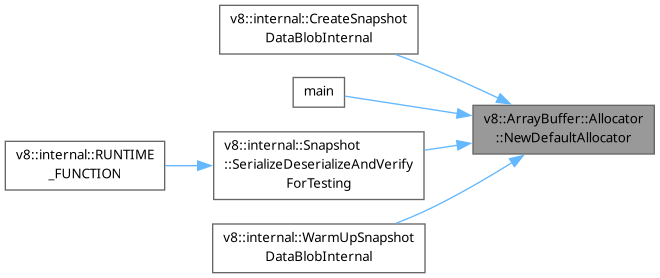 v8::internal::CreateSnapshot
DataBlobInternal
main
v8::ArrayBuffer::Allocator
::NewDefaultAllocator
v8::internal::RUNTIME
_FUNCTION
v8::internal::Snapshot
::SerializeDeserializeAndVerify
ForTesting
v8::internal::WarmUpSnapshot
DataBlobInternal